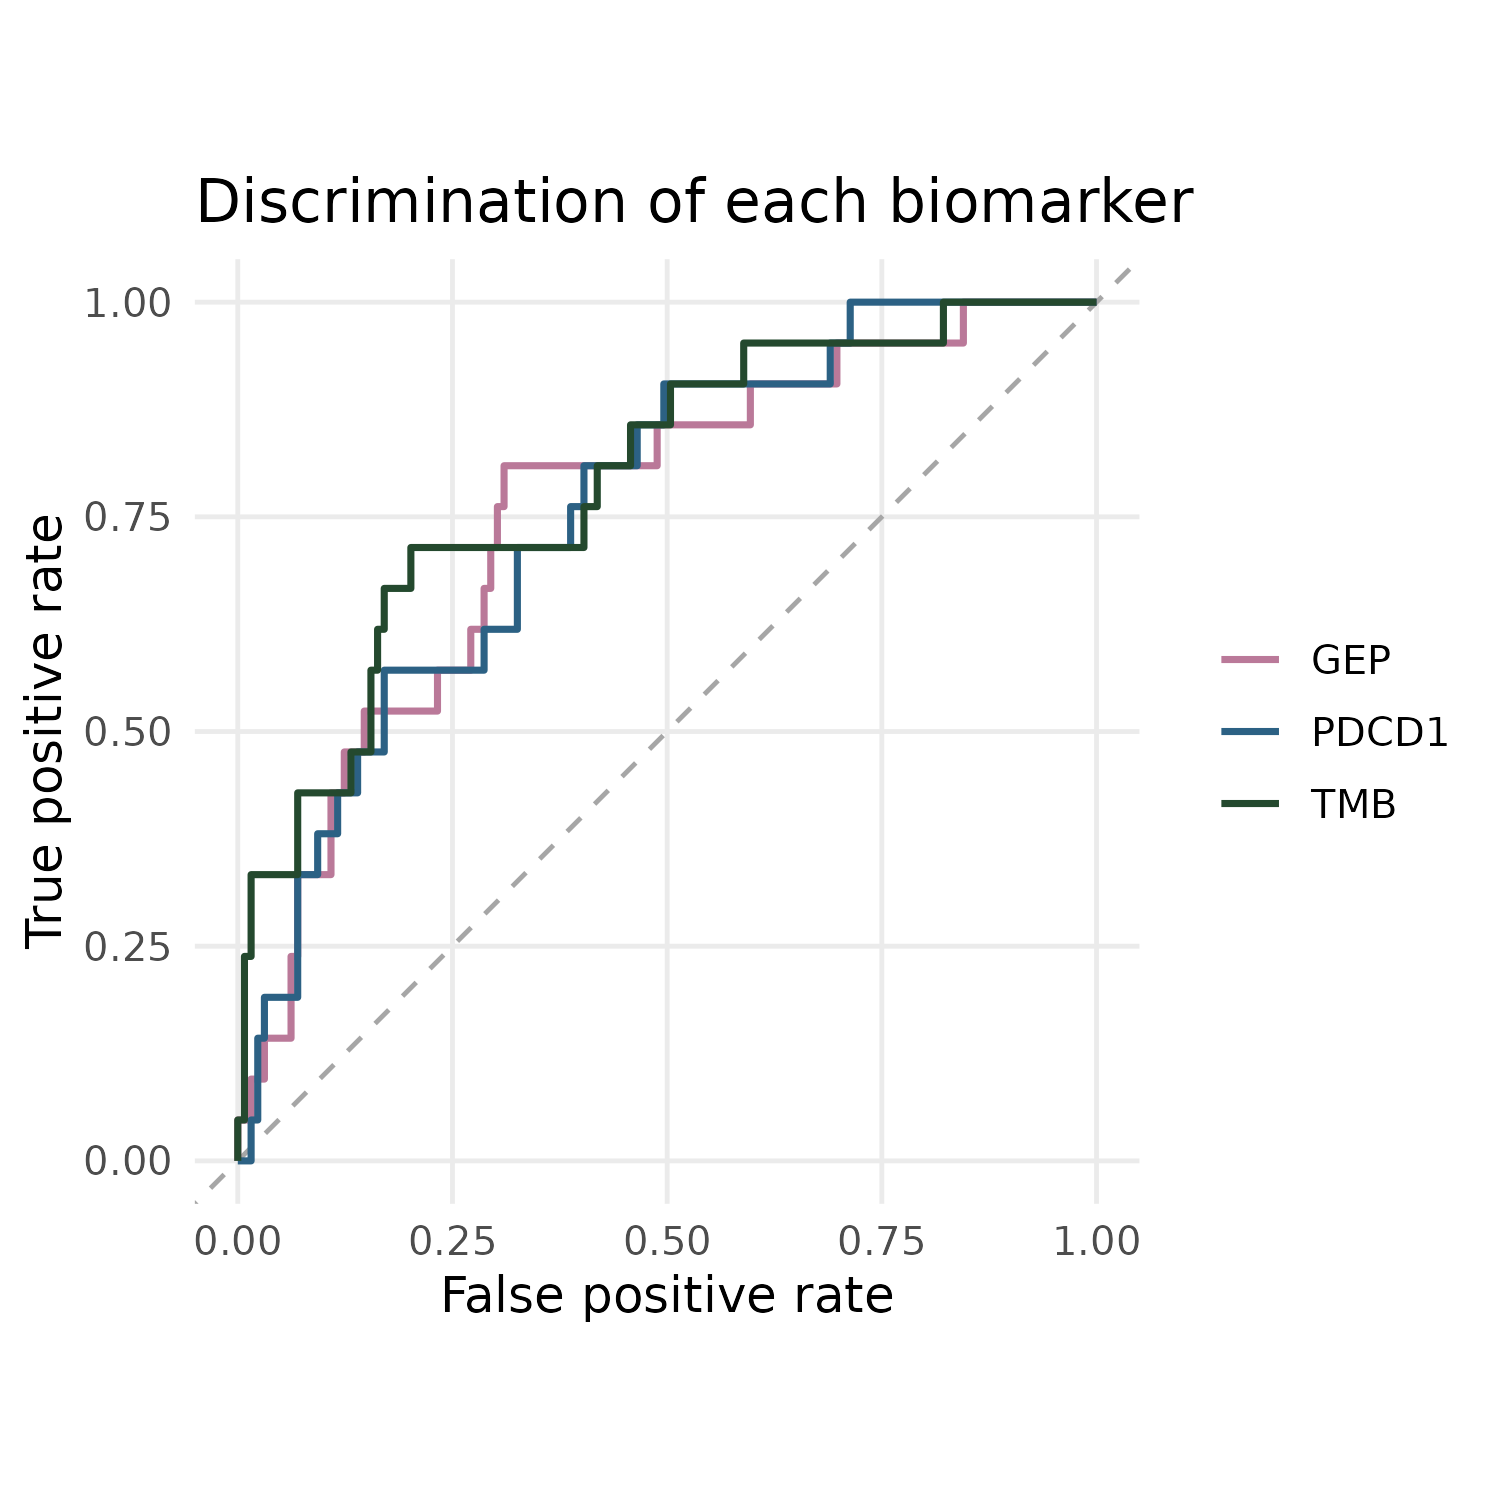 Discrimination of each biomarker
True positive rate
1.00
0.75
0.50
0.25
0.00
0.00 0.25 0.50 0.75 1.00
False positive rate
GEP
PDCD1
TMB